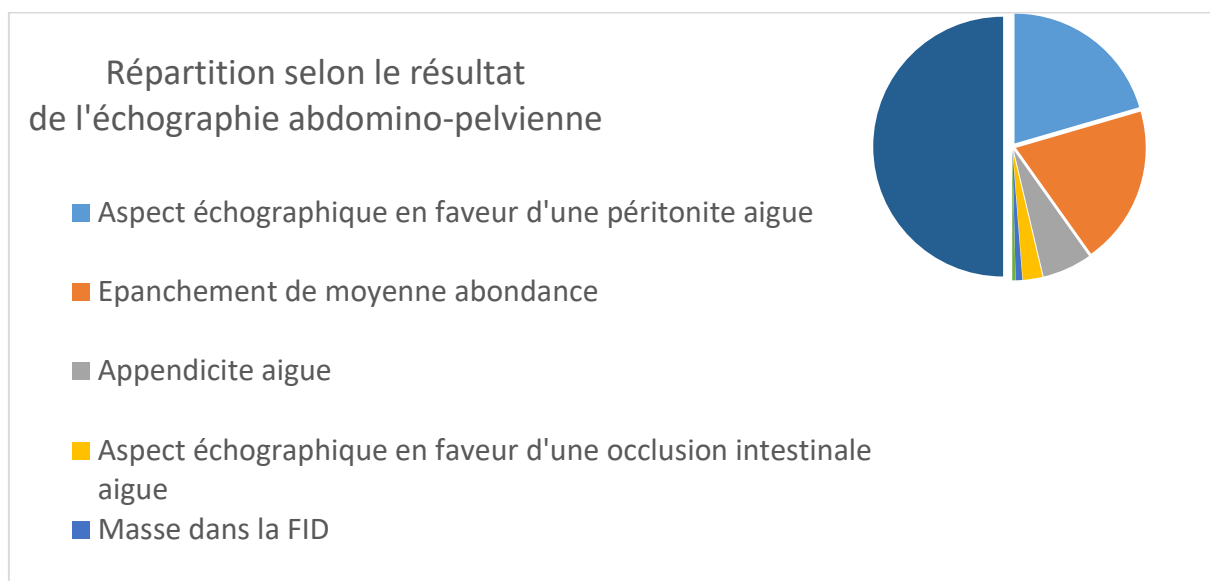 Répartition selon le résultat
de l'échographie abdomino-pelvienne
Aspect échographique en faveur d'une péritonite aigue
Epanchement de moyenne abondance
Appendicite aigue
Aspect échographique en faveur d'une occlusion intestinale
aigue
Masse dans la FID